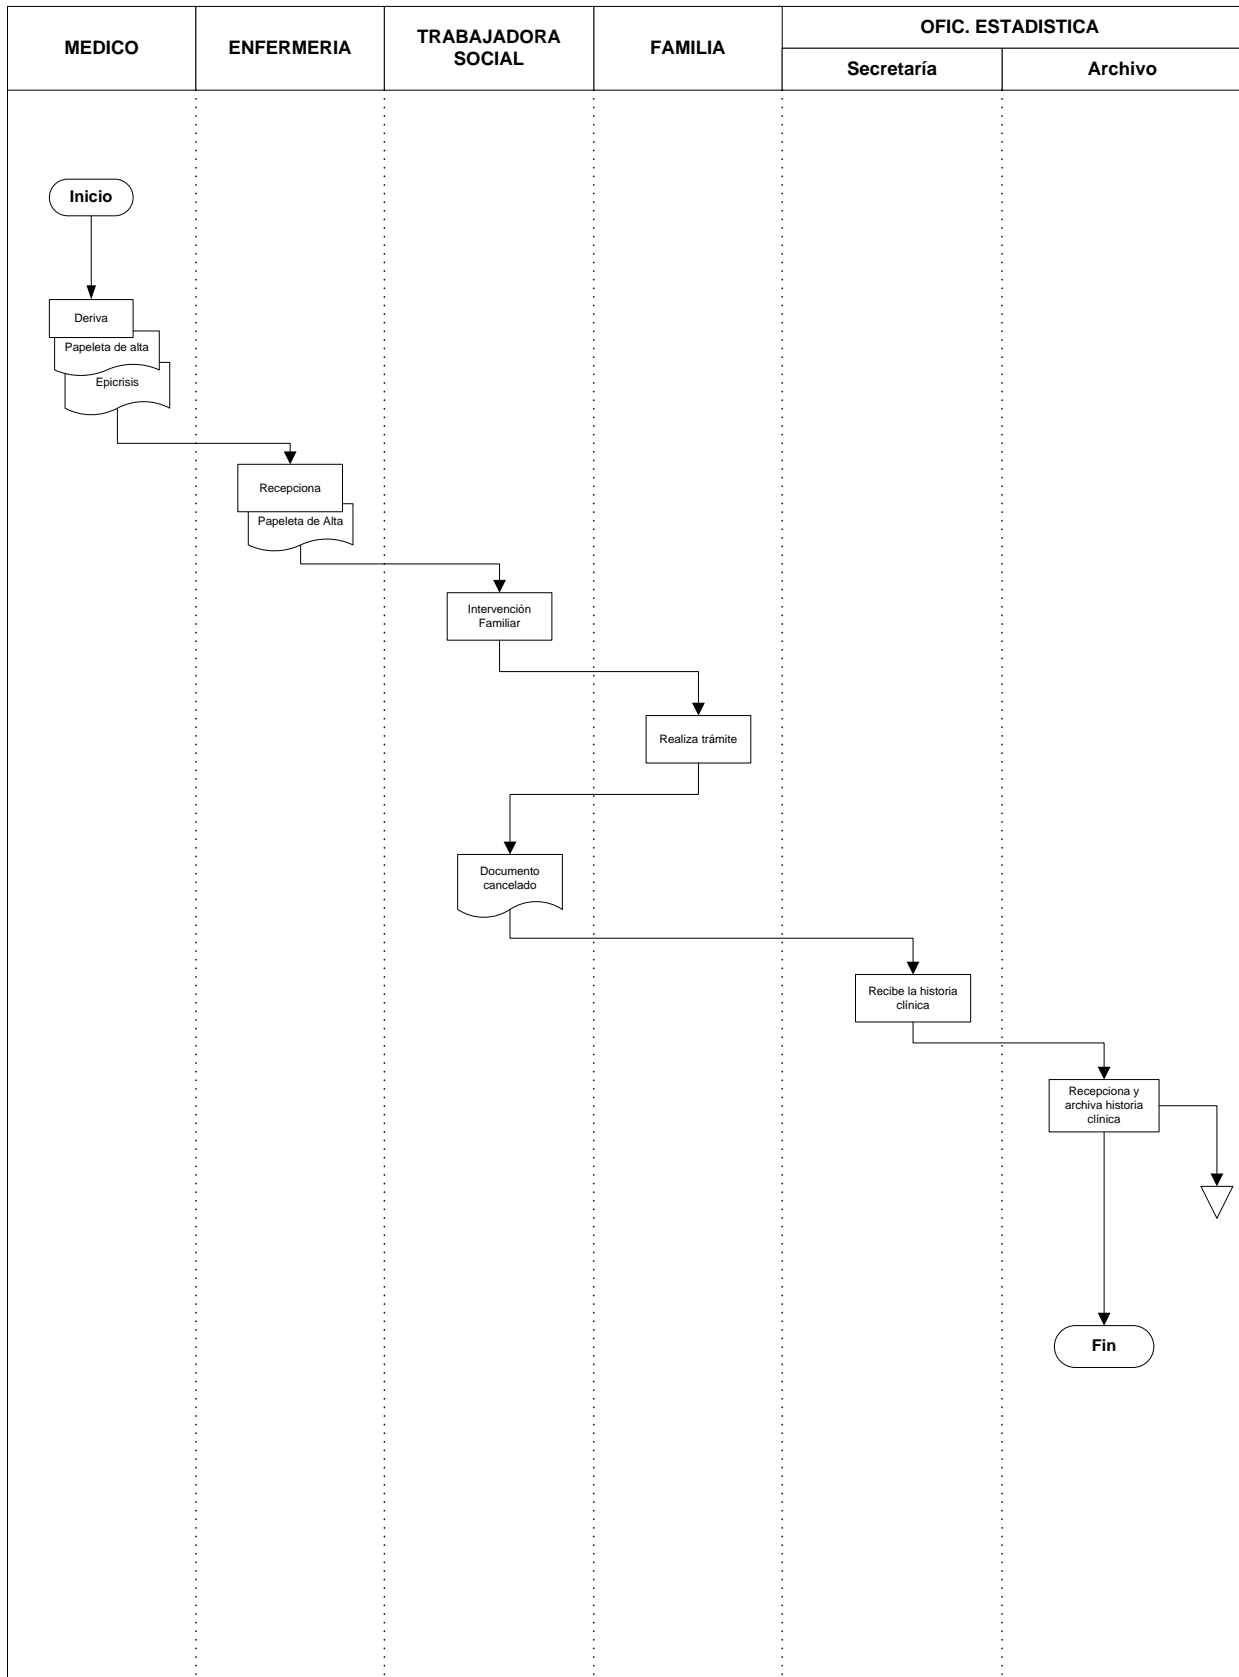 MEDICO
ENFERMERIA
TRABAJADORA
SOCIAL
FAMILIA
OFIC. ESTADISTICA
Secretaría
Archivo
Inicio
Deriva
Papeleta de alta
Epicrisis
Recepciona
Papeleta de Alta
Intervención
Familiar
Realiza trámite
Documento
cancelado
Recibe la historia
clínica
Recepciona y
archiva historia
clínica
Fin